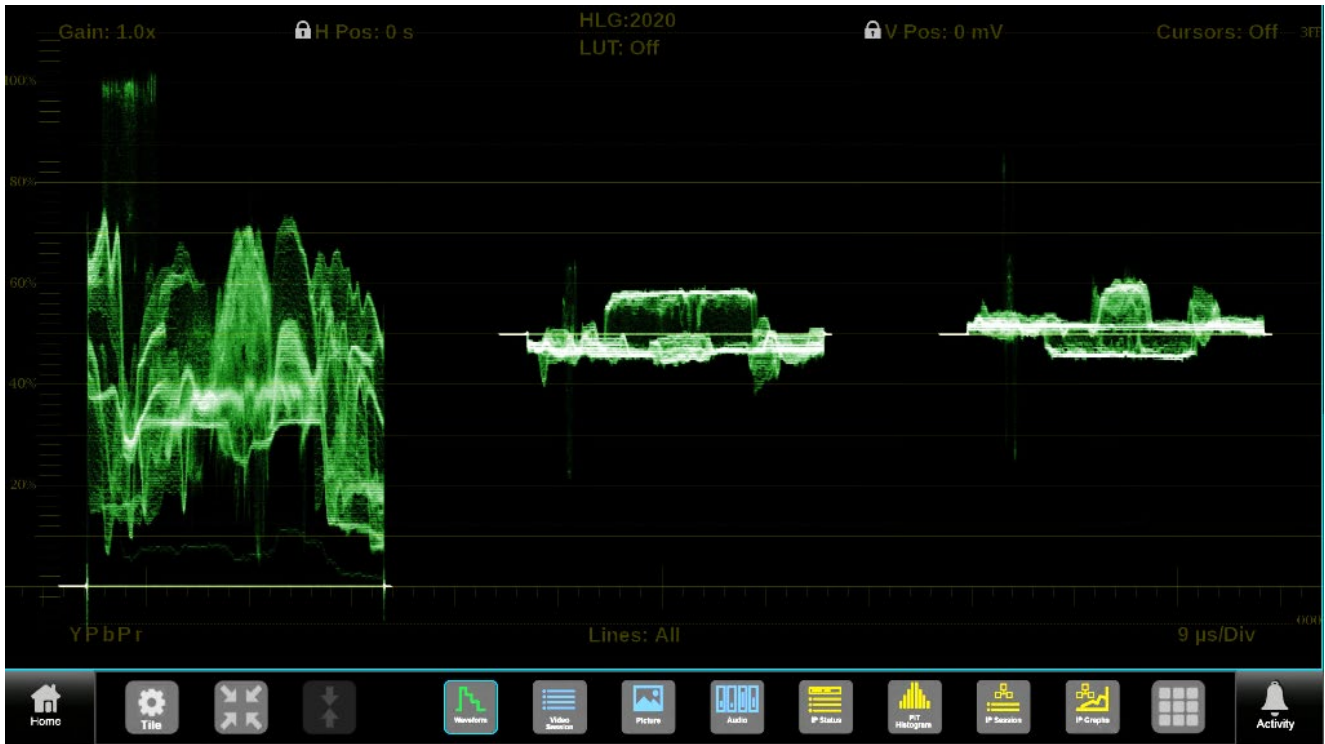 HLG:2020
Gain: 1.0x H Pos: 0 s V Pos: 0 mV Cursors: Off 3FF
LUT: Off
100%
80%
60%
40%
20%
000
YPbPr Lines: All 9 µs/Div
Home Tile Waveform Video Session Picture Audio IP Status PIT Histogram IP Session IP Graphs Activity